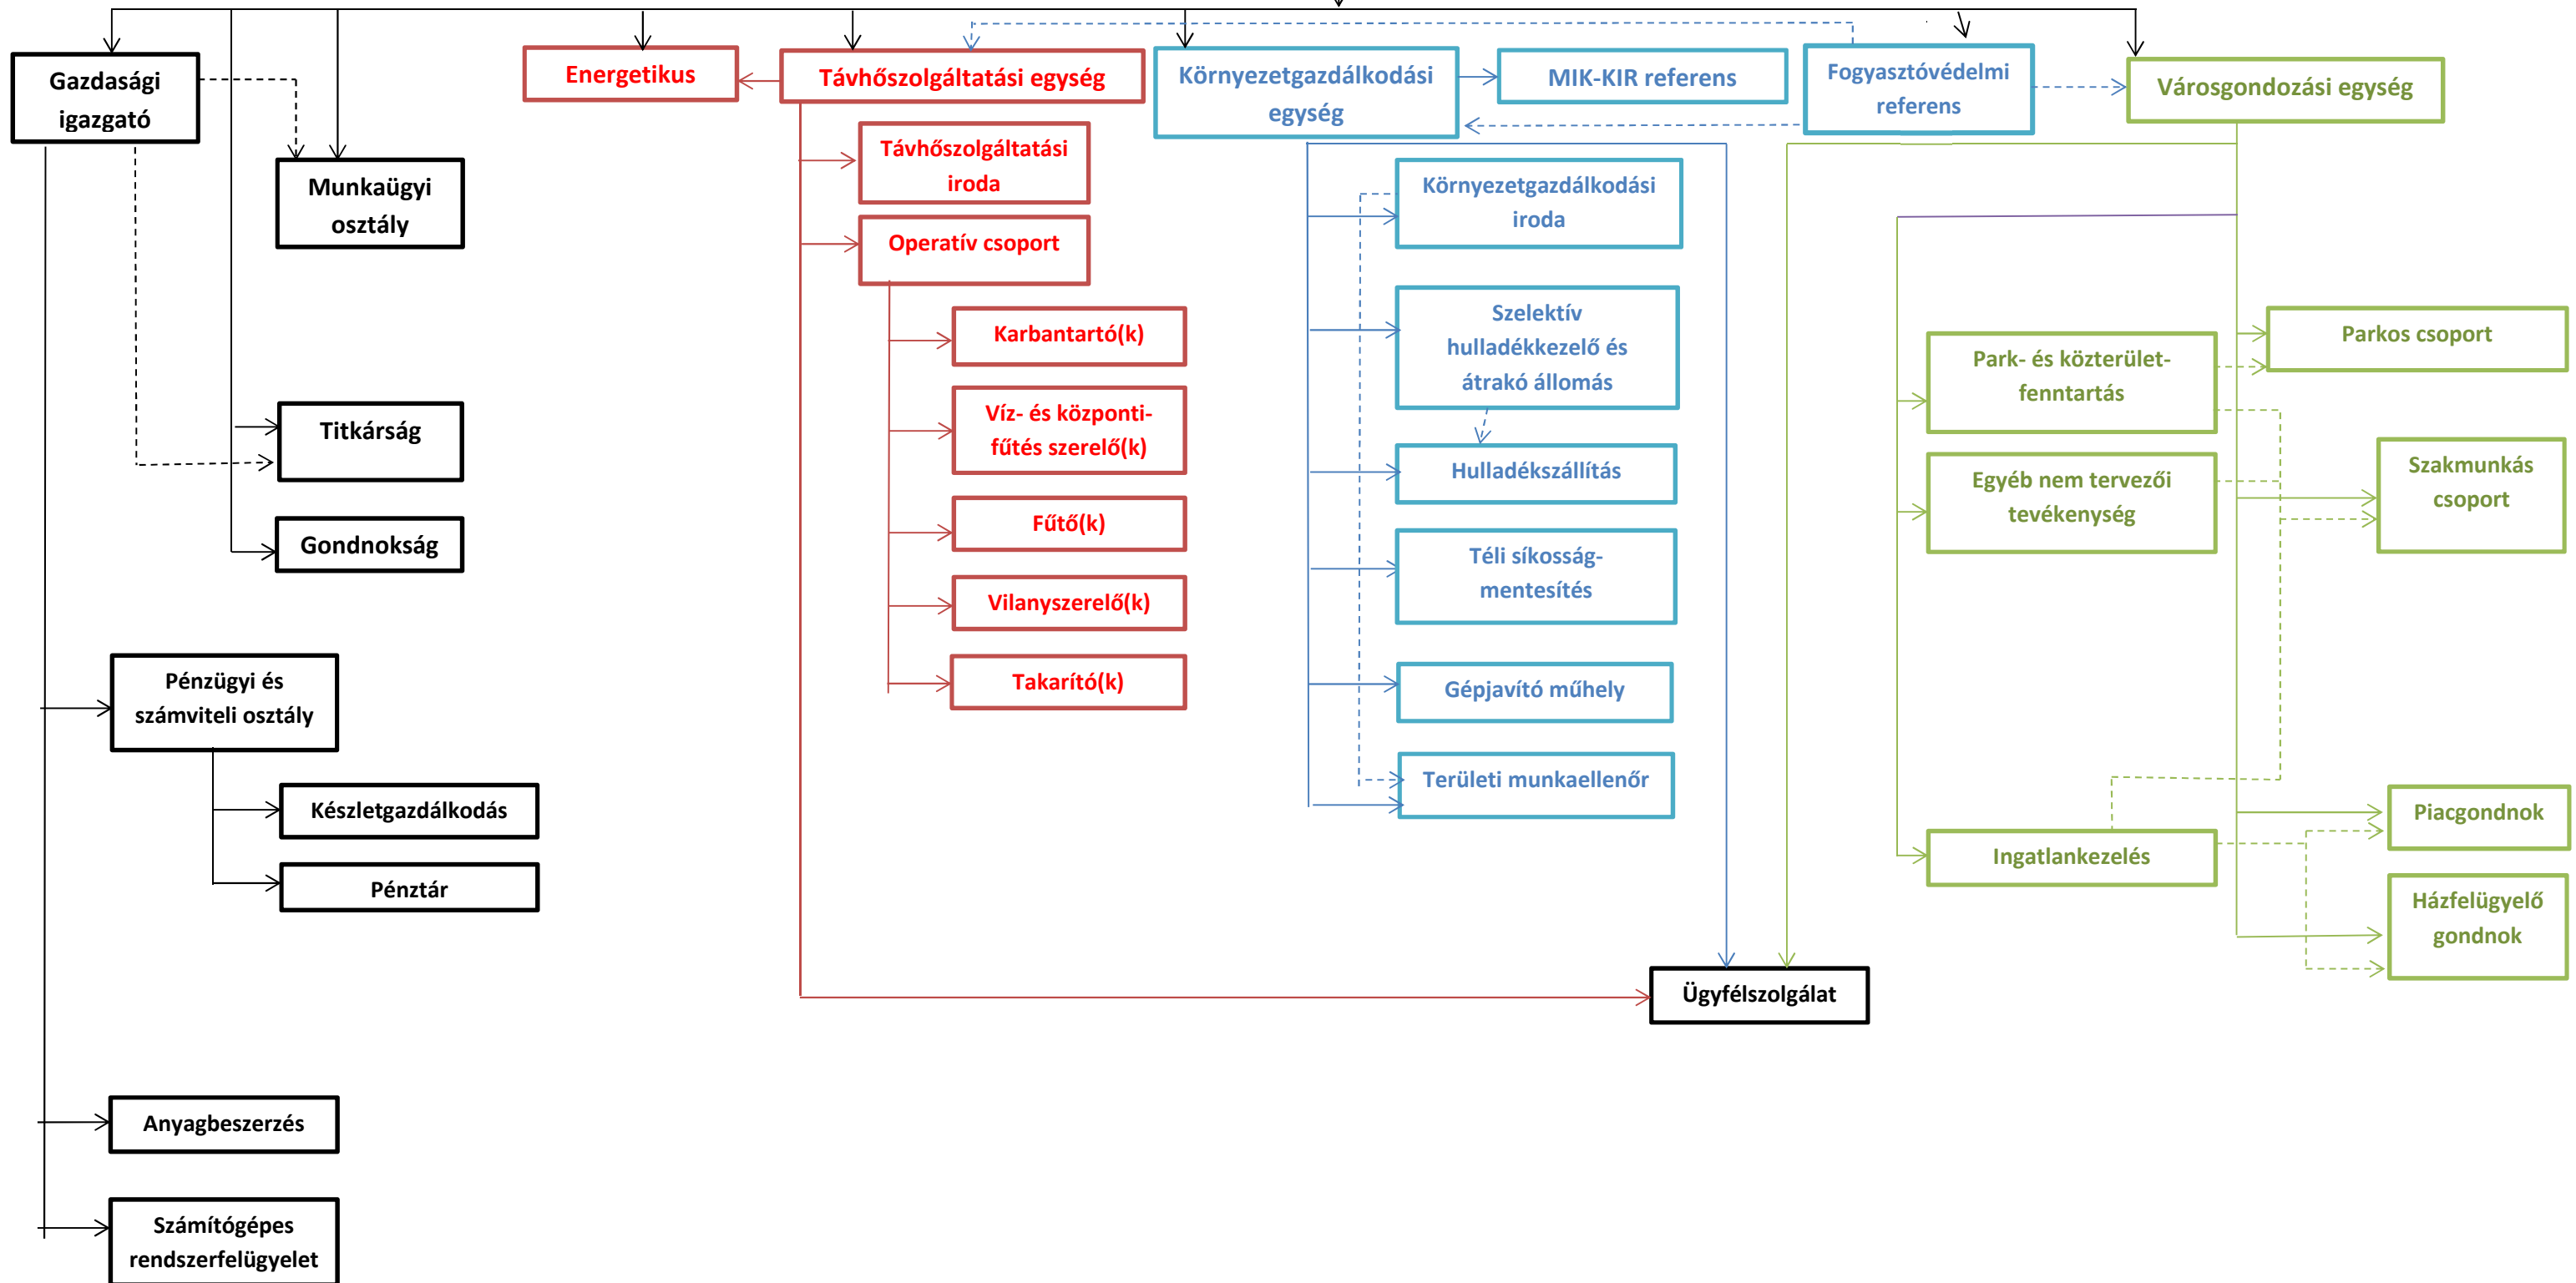 Gazdasági
igazgató
Munkaügyi
osztály
Titkárság
Gondnokság
Pénzügyi és
számviteli osztály
Készletgazdálkodás
Pénztár
Anyagbeszerzés
Számítógépes
rendszerfelügyelet
Energetikus
Távhőszolgáltatási egység
Távhőszolgáltatási
iroda
Operatív csoport
Karbantartó(k)
Víz- és központi-
fűtés szerelő(k)
Fűtő(k)
Vilanyszerelő(k)
Takarító(k)
Környezetgazdálkodási
egység
MIK-KIR referens
Környezetgazdálkodási
iroda
Szelektív
hulladékkezelő és
átrakó állomás
Hulladékszállítás
Téli síkosság-
mentesítés
Gépjavító műhely
Területi munkaellenőr
Fogyasztóvédelmi
referens
Városgondozási egység
Park- és közterület-
fenntartás
Egyéb nem tervezői
tevékenység
Ingatlankezelés
Parkos csoport
Szakmunkás
csoport
Piacgondnok
Házfelügyelő
gondnok
Ügyfélszolgálat